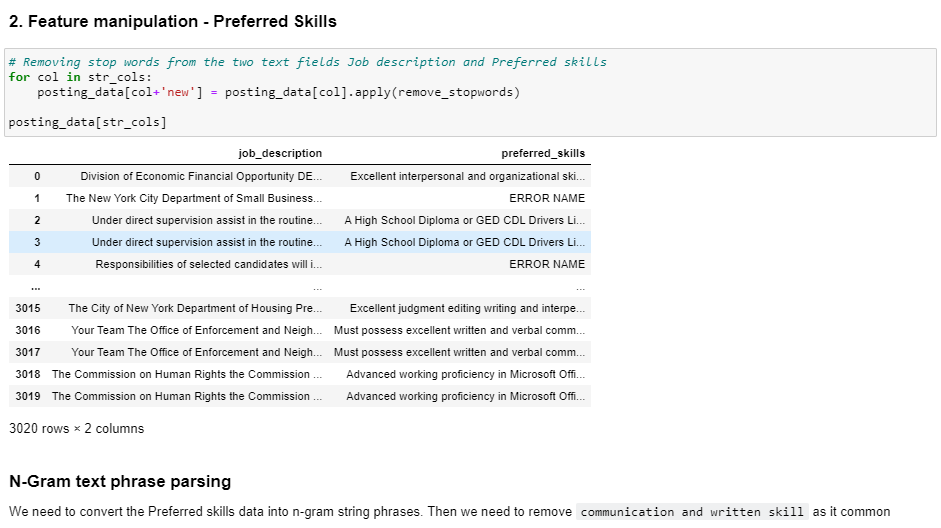 2. Feature manipulation - Preferred Skills
# Removing stop words from the two text fields Job description and Preferred skills
for col in str_cols:
    posting_data[col+'new'] = posting_data[col].apply(remove_stopwords)
posting_data[str_cols]
job_description preferred_skills
0 Division of Economic Financial Opportunity DE... Excellent interpersonal and organizational ski...
1 The New York City Department of Small Business... ERROR NAME
2 Under direct supervision assist in the routine... A High School Diploma or GED CDL Drivers Li...
3 Under direct supervision assist in the routine... A High School Diploma or GED CDL Drivers Li...
4 Responsibilities of selected candidates will i... ERROR NAME
... ... ...
3015 The City of New York Department of Housing Pre... Excellent judgment editing writing and interpe...
3016 Your Team The Office of Enforcement and Neigh... Must possess excellent written and verbal comm...
3017 Your Team The Office of Enforcement and Neigh... Must possess excellent written and verbal comm...
3018 The Commission on Human Rights the Commission ... Advanced working proficiency in Microsoft Offi...
3019 The Commission on Human Rights the Commission ... Advanced working proficiency in Microsoft Offi...
3020 rows × 2 columns
N-Gram text phrase parsing
We need to convert the Preferred skills data into n-gram string phrases. Then we need to remove communication and written skill as it common